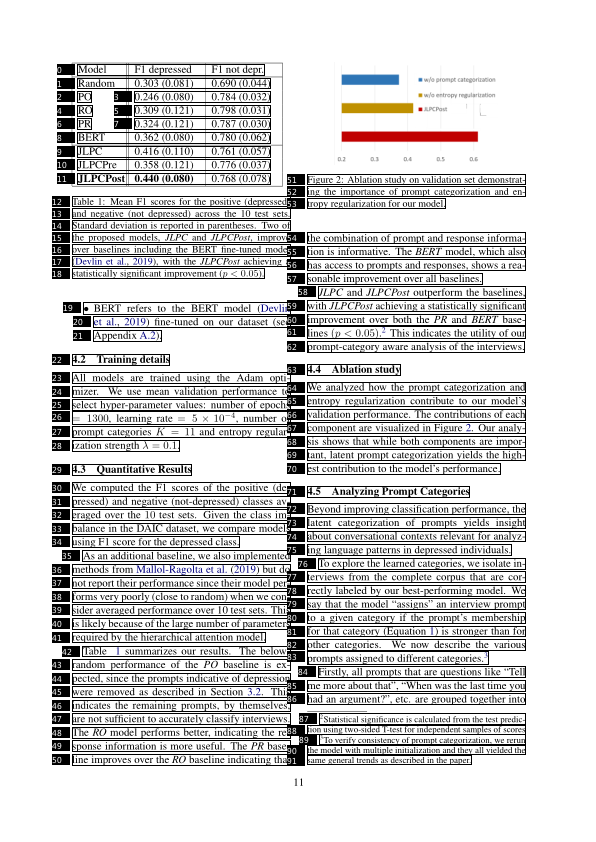 0 Model F1 depressed F1 not depr.
1 Random 0.303 (0.081) 0.690 (0.044)
2 PO 3 0.246 (0.080) 0.784 (0.032)
4 RO 5 0.309 (0.121) 0.798 (0.031)
6 PR 7 0.324 (0.131) 0.787 (0.030)
8 BERT 0.362 (0.080) 0.780 (0.062)
9 JLPC 0.416 (0.110) 0.761 (0.057)
10 JLPCPre 0.358 (0.121) 0.776 (0.037)
11 JLPCPost 0.440 (0.080) 0.768 (0.078)
12 Table 1: Mean F1 scores for the positive (depressed
13 and negative (not depressed) across the 10 test sets.
14 Standard deviation is reported in parentheses. Two of
15 the proposed models, JLPC and JLPCPost, improv
16 over baselines including the BERT fine-tuned mode
17 (Devlin et al., 2019), with the JLPCPost achieving
18 statistically significant improvement (p < 0.05).
19 • BERT refers to the BERT model (Devlin
20 et al., 2019) fine-tuned on our dataset (se
21 Appendix A.2).
22 4.2 Training details
23 All models are trained using the Adam opti-
24 mizer. We use mean validation performance to
25 select hyper-parameter values: number of epochs
26 = 1300, learning rate = 5 × 10−4, number o
27 prompt categories K = 11 and entropy regular
28 ization strength λ = 0.1.
29 4.3 Quantitative Results
30 We computed the F1 scores of the positive (de
31 pressed) and negative (not-depressed) classes av
32 eraged over the 10 test sets. Given the class im
33 balance in the DAIC dataset, we compare model
34 using F1 score for the depressed class.
35 As an additional baseline, we also implemented
36 methods from Mallol-Ragolta et al. (2019) but do
37 not report their performance since their model per
38 forms very poorly (close to random) when we con
39 sider averaged performance over 10 test sets. This
40 is likely because of the large number of parameters
41 required by the hierarchical attention model.
42 Table 1 summarizes our results. The below
43 random performance of the PO baseline is ex-
44 pected, since the prompts indicative of depression
45 were removed as described in Section 3.2. Thi
46 indicates the remaining prompts, by themselves,
47 are not sufficient to accurately classify interviews.
48 The RO model performs better, indicating the re
49 sponse information is more useful. The PR base
50 line improves over the RO baseline indicating tha
w/o prompt categorization
w/o entropy regularization
JLPCPost
0.2 0.3 0.4 0.5 0.6
51 Figure 2: Ablation study on validation set demonstrat-
52 ing the importance of prompt categorization and en-
53 tropy regularization for our model.
54 the combination of prompt and response informa-
55 tion is informative. The BERT model, which also
56 has access to prompts and responses, shows a rea-
57 sonable improvement over all baselines.
58 JLPC and JLPCPost outperform the baselines,
59 with JLPCPost achieving a statistically significant
60 improvement over both the PR and BERT base-
61 lines (p < 0.05).2 This indicates the utility of our
62 prompt-category aware analysis of the interviews.
63 4.4 Ablation study
64 We analyzed how the prompt categorization and
65 entropy regularization contribute to our model's
66 validation performance. The contributions of each
67 component are visualized in Figure 2. Our analy-
68 sis shows that while both components are impor-
69 tant, latent prompt categorization yields the high-
70 est contribution to the model's performance.
71 4.5 Analyzing Prompt Categories
72 Beyond improving classification performance, the
73 latent categorization of prompts yields insight
74 about conversational contexts relevant for analyz-
75 ing language patterns in depressed individuals.
76 To explore the learned categories, we isolate in-
77 terviews from the complete corpus that are cor-
78 rectly labeled by our best-performing model. We
79 say that the model "assigns" an interview prompt
80 to a given category if the prompt's membership
81 for that category (Equation 1) is stronger than for
82 other categories. We now describe the various
83 prompts assigned to different categories.3
84 Firstly, all prompts that are questions like "Tell
85 me more about that", "When was the last time you
86 had an argument?", etc. are grouped together into
87 2Statistical significance is calculated from the test predic-
88 tion using two-sided T-test for independent samples of scores
89 3To verify consistency of prompt categorization, we rerun
90 the model with multiple initialization and they all yielded the
91 same general trends as described in the paper.
11